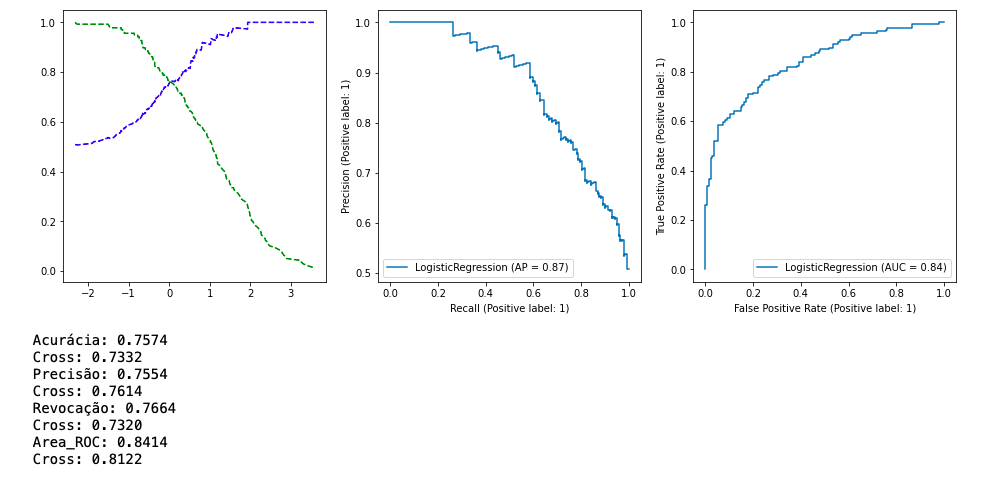 1.0
0.8
0.6
0.4
0.2
0.0
−2
−1
0
1
2
3
Precision (Positive label: 1)
1.0
0.9
0.8
0.7
0.6
0.5
LogisticRegression (AP = 0.87)
0.0
0.2
0.4
0.6
0.8
1.0
Recall (Positive label: 1)
True Positive Rate (Positive label: 1)
1.0
0.8
0.6
0.4
0.2
0.0
LogisticRegression (AUC = 0.84)
0.0
0.2
0.4
0.6
0.8
1.0
False Positive Rate (Positive label: 1)
Acurácia: 0.7574
Cross: 0.7332
Precisão: 0.7554
Cross: 0.7614
Revocação: 0.7664
Cross: 0.7320
Area_ROC: 0.8414
Cross: 0.8122